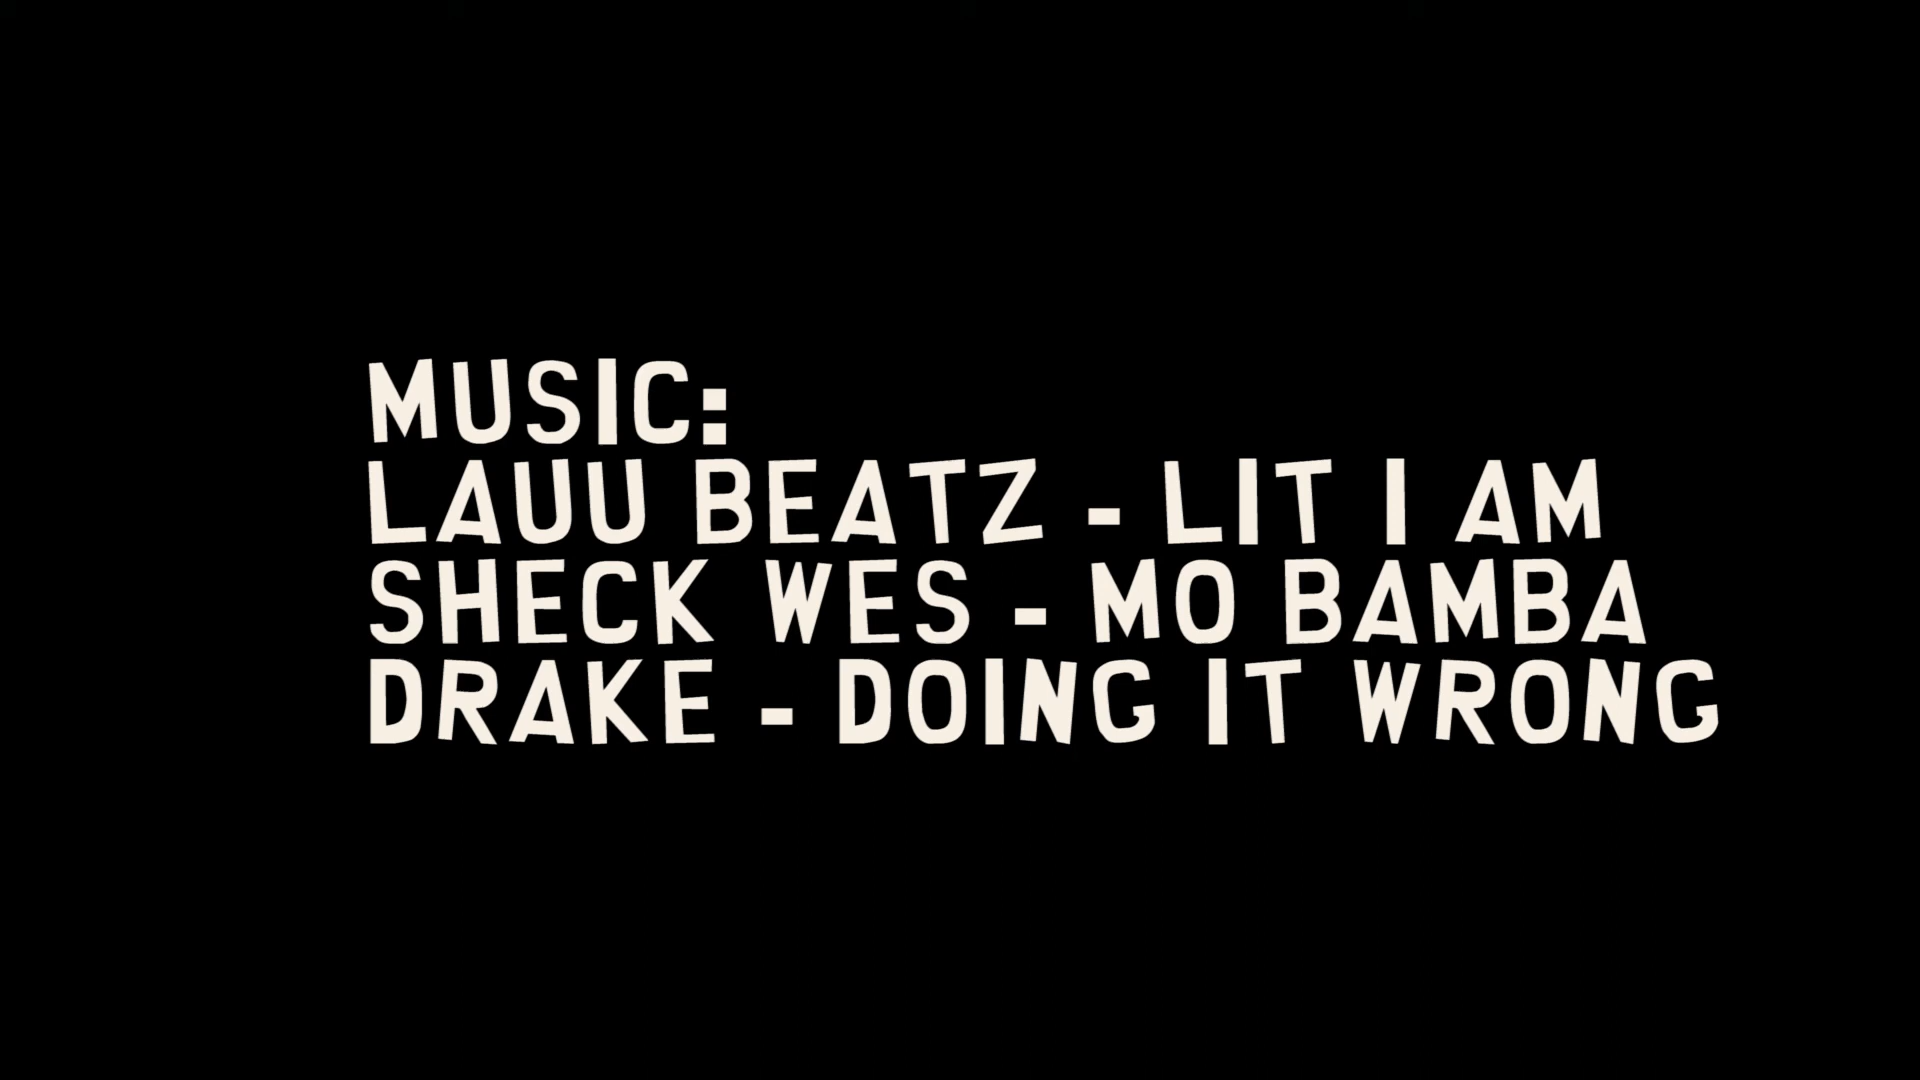 MUSIC:
LAUU BEATZ - LIT I AM
SHECK WES - MO BAMBA
DRAKE - DOING IT WRONG